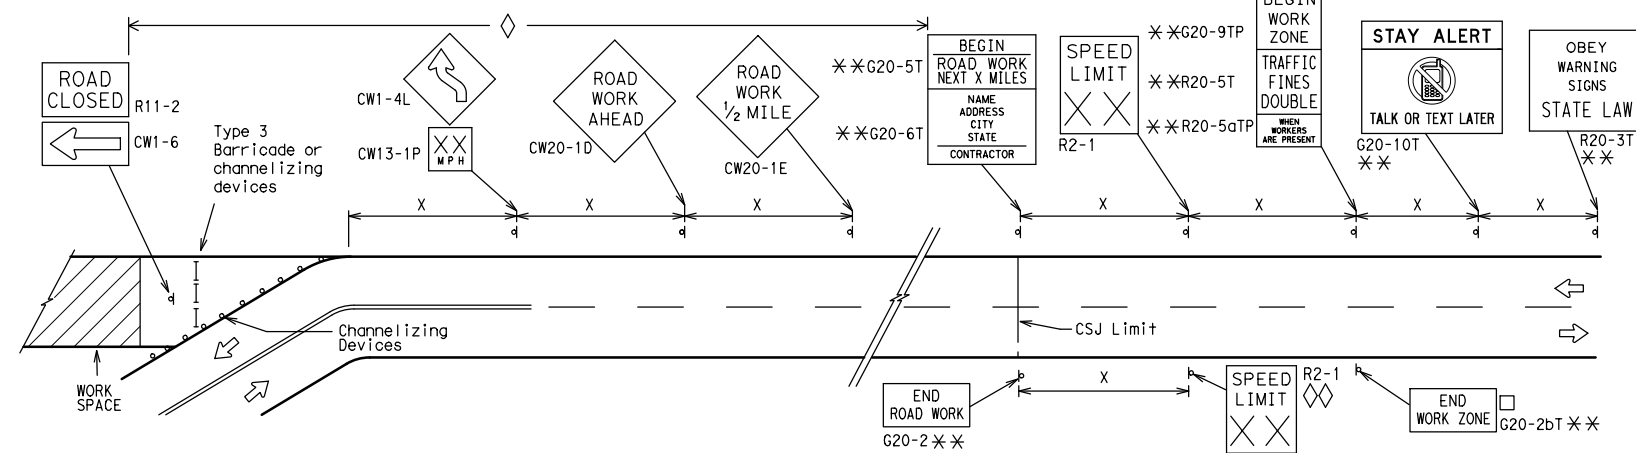 ROAD
CLOSED
R11-2
CW1-6
Type 3
Barricade or
channelizing
devices
CW1-4L
XX
MPH
CW13-1P
ROAD
WORK
AHEAD
CW20-1D
ROAD
WORK
1/2 MILE
CW20-1E
**G20-5T
BEGIN
ROAD WORK
NEXT X MILES
**G20-6T
NAME
ADDRESS
CITY
STATE
CONTRACTOR
SPEED
LIMIT
XX
R2-1
**G20-9TP
BEGIN
WORK
ZONE
**R20-5T
TRAFFIC
FINES
DOUBLE
**R20-5aTP
WHEN
WORKERS
ARE PRESENT
STAY ALERT
TALK OR TEXT LATER
G20-10T
**
OBEY
WARNING
SIGNS
STATE LAW
R20-3T
**
X
X
X
X
X
X
X
Channelizing
Devices
CSJ Limit
WORK
SPACE
END
ROAD WORK
G20-2 **
X
SPEED
LIMIT
XX
R2-1
END
WORK ZONE
G20-2bT **